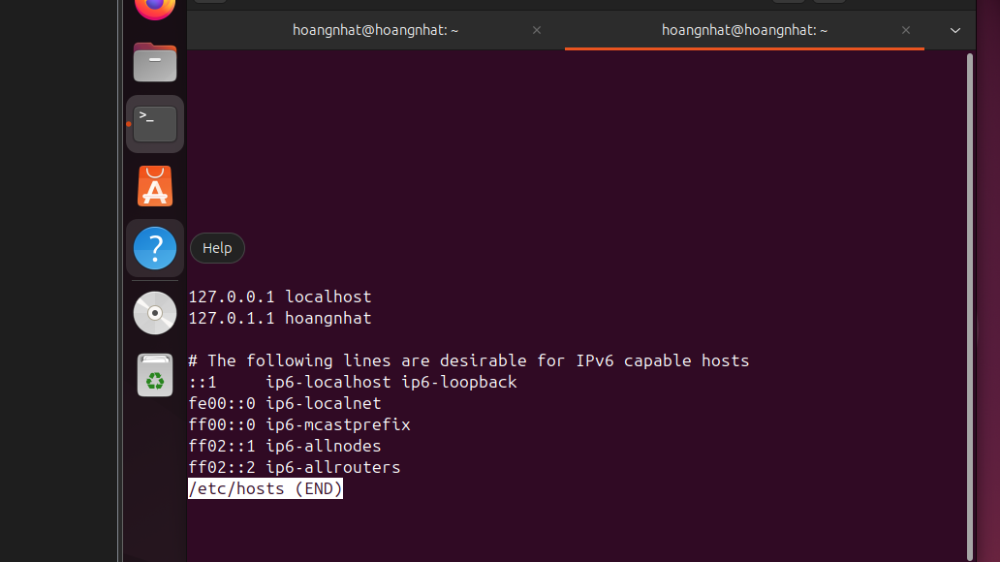 hoangnhat@hoangnhat: ~
hoangnhat@hoangnhat: ~
>_
Help
127.0.0.1 localhost
127.0.1.1 hoangnhat
# The following lines are desirable for IPv6 capable hosts
::1     ip6-localhost ip6-loopback
fe00::0 ip6-localnet
ff00::0 ip6-mcastprefix
ff02::1 ip6-allnodes
ff02::2 ip6-allrouters
/etc/hosts (END)